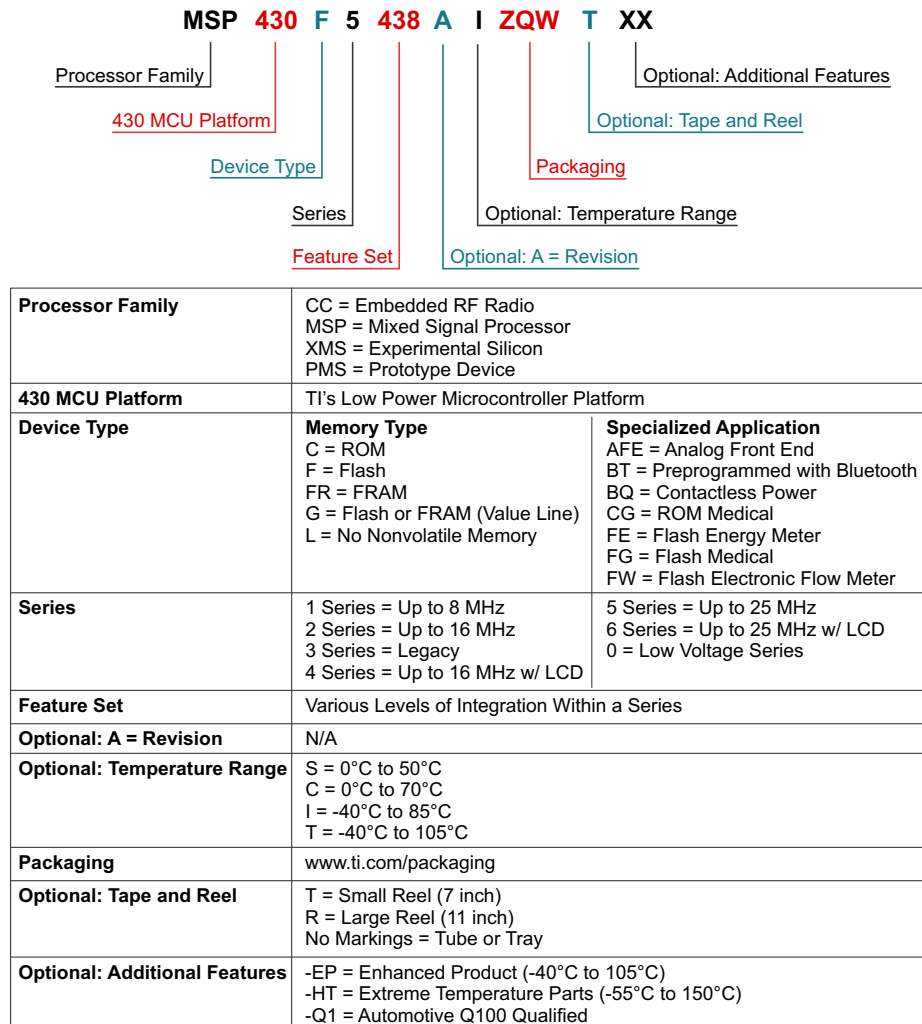 MSP 430 F 5 438 A I ZQW T XX
Processor Family
Optional: Additional Features
430 MCU Platform
Optional: Tape and Reel
Device Type
Packaging
Series
Optional: Temperature Range
Feature Set
Optional: A = Revision
Processor Family
CC = Embedded RF Radio
MSP = Mixed Signal Processor
XMS = Experimental Silicon
PMS = Prototype Device
430 MCU Platform
TI's Low Power Microcontroller Platform
Device Type
Memory Type
C = ROM
F = Flash
FR = FRAM
G = Flash or FRAM (Value Line)
L = No Nonvolatile Memory
Specialized Application
AFE = Analog Front End
BT = Preprogrammed with Bluetooth
BQ = Contactless Power
CG = ROM Medical
FE = Flash Energy Meter
FG = Flash Medical
FW = Flash Electronic Flow Meter
Series
1 Series = Up to 8 MHz
2 Series = Up to 16 MHz
3 Series = Legacy
4 Series = Up to 16 MHz w/ LCD
5 Series = Up to 25 MHz
6 Series = Up to 25 MHz w/ LCD
0 = Low Voltage Series
Feature Set
Various Levels of Integration Within a Series
Optional: A = Revision
N/A
Optional: Temperature Range
S = 0°C to 50°C
C = 0°C to 70°C
I = -40°C to 85°C
T = -40°C to 105°C
Packaging
www.ti.com/packaging
Optional: Tape and Reel
T = Small Reel (7 inch)
R = Large Reel (11 inch)
No Markings = Tube or Tray
Optional: Additional Features
-EP = Enhanced Product (-40°C to 105°C)
-HT = Extreme Temperature Parts (-55°C to 150°C)
-Q1 = Automotive Q100 Qualified